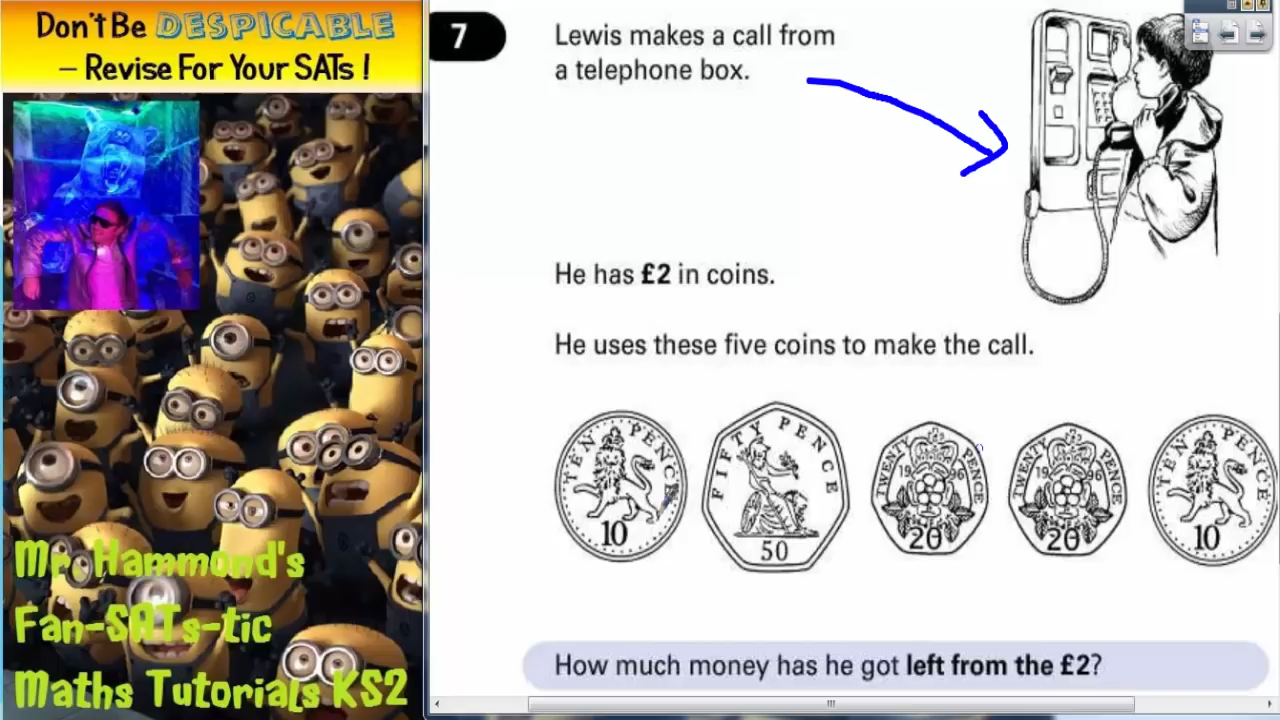 Don't Be DESPICABLE
– Revise For Your SATs !
Mr Hammond's
Fan-SATs-tic
Maths Tutorials KS2
7
Lewis makes a call from
a telephone box.
He has £2 in coins.
He uses these five coins to make the call.
TEN PENCE
10
FIFTY PENCE
50
TWENTY PENCE
1996
20
TWENTY PENCE
1996
20
TEN PENCE
10
How much money has he got left from the £2?